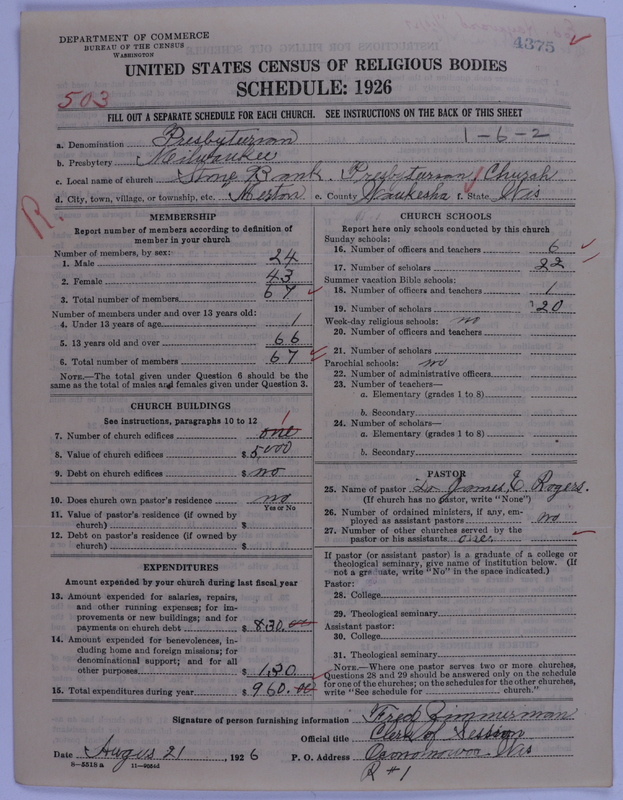 DEPARTMENT OF COMMERCE
BUREAU OF THE CENSUS
WASHINGTON
4375
UNITED STATES CENSUS OF RELIGIOUS BODIES
503
SCHEDULE: 1926
FILL OUT A SEPARATE SCHEDULE FOR EACH CHURCH. SEE INSTRUCTIONS ON THE BACK OF THIS SHEET
a. Denomination Presbyterian 1-6-2
b. Presbytery Milwaukee
c. Local name of church Stone Bank Presbyterian Church
d. City, town, village, or township, etc. Merton e. County Waukesha f. State Wis
R.
MEMBERSHIP
Report number of members according to definition of
member in your church
Number of members, by sex:
1. Male 24
2. Female 43
3. Total number of members 67
Number of members under and over 13 years old:
4. Under 13 years of age 1
5. 13 years old and over 66
6. Total number of members 67
NOTE.—The total given under Question 6 should be
same as the total of males and females given under Question 3.
CHURCH BUILDINGS
See instructions, paragraphs 10 to 12
7. Number of church edifices one 1
8. Value of church edifices $ 5,000
9. Debt on church edifices $ no
10. Does church own pastor's residence no
Yes or No
11. Value of pastor's residence (if owned by
church) $
12. Debt on pastor's residence (if owned by
church) $
EXPENDITURES
Amount expended by your church during last fiscal year
13. Amount expended for salaries, repairs,
and other running expenses; for im-
provements or new buildings; and for
payments on church debt $ 830.00
14. Amount expended for benevolences, in-
cluding home and foreign missions; for
denominational support; and for all
other purposes $ 130
15. Total expenditures during year $ 960.00
CHURCH SCHOOLS
Report here only schools conducted by this church
Sunday schools:
16. Number of officers and teachers 6
17. Number of scholars 22
Summer vacation Bible schools:
18. Number of officers and teachers 1
19. Number of scholars 20
Week-day religious schools: no
20. Number of officers and teachers
21. Number of scholars
Parochial schools: no
22. Number of administrative officers
23. Number of teachers—
a. Elementary (grades 1 to 8)
b. Secondary
24. Number of scholars—
a. Elementary (grades 1 to 8)
b. Secondary
PASTOR
25. Name of pastor Dr James E. Rogers.
(If church has no pastor, write "None")
26. Number of ordained ministers, if any, em-
ployed as assistant pastors no
27. Number of other churches served by the
pastor or his assistants one
If pastor (or assistant pastor) is a graduate of a college or
theological seminary, give name of institution below. (If
not a graduate, write "No" in the space indicated.)
Pastor:
28. College
29. Theological seminary
Assistant pastor:
30. College
31. Theological seminary
NOTE.—Where one pastor serves two or more churches,
Questions 28 and 29 should be answered only on the schedule
for one of the churches; on the schedules for the other churches,
write "See schedule for church."
Signature of person furnishing information Fred Zimmerman
Official title Clerk of Session
Date Augus 21, 1926 P. O. Address Oconomowoc Wis
8—5518 a R #1